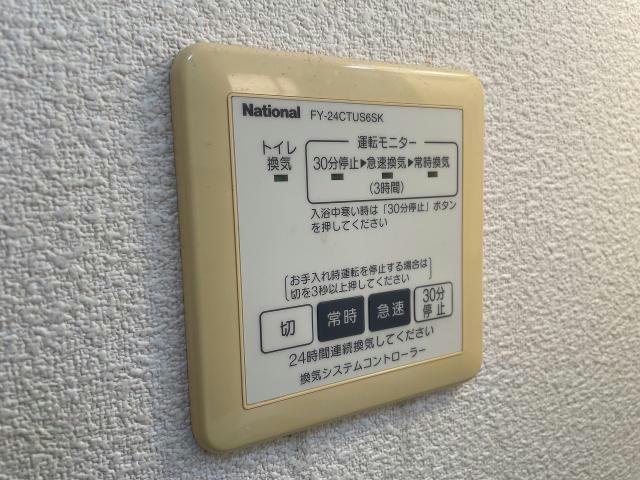 National FY-24CTUS6SK
運転モニター
トイレ
換気
30分停止▶急速換気▶常時換気
(3時間)
入浴中寒い時は「30分停止」ボタン
を押してください
お手入れ時運転を停止する場合は
切を3秒以上押してください
切 常時 急速 30分
停止
24時間連続換気してください
換気システムコントローラー